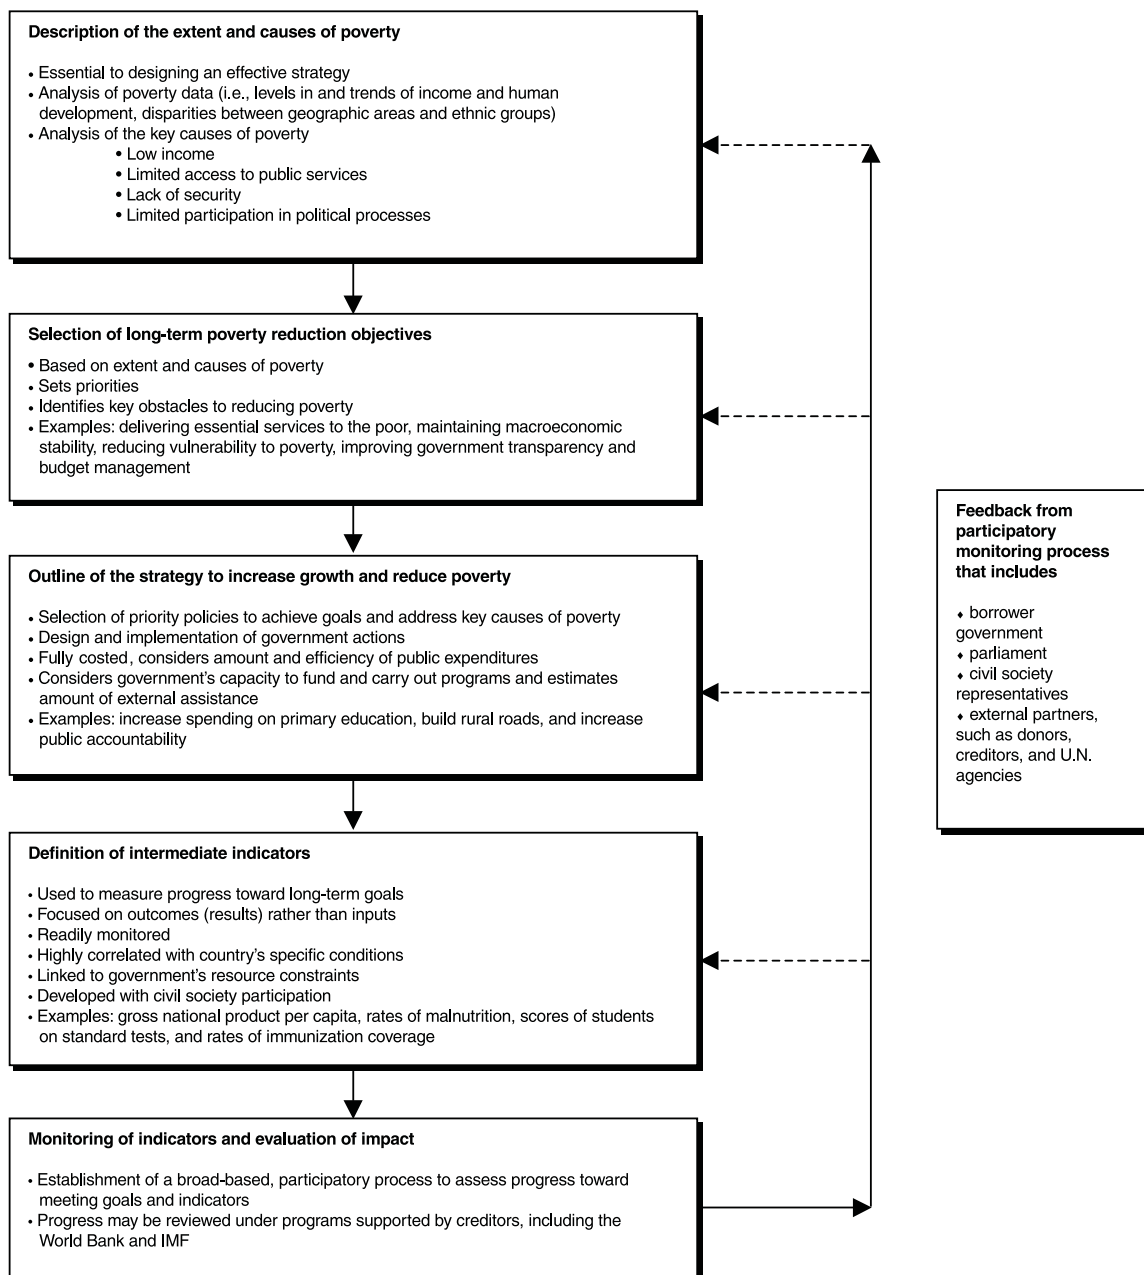 Description of the extent and causes of poverty
• Essential to designing an effective strategy
• Analysis of poverty data (i.e., levels in and trends of income and human
development, disparities between geographic areas and ethnic groups)
• Analysis of the key causes of poverty
• Low income
• Limited access to public services
• Lack of security
• Limited participation in political processes
Selection of long-term poverty reduction objectives
• Based on extent and causes of poverty
• Sets priorities
• Identifies key obstacles to reducing poverty
• Examples: delivering essential services to the poor, maintaining macroeconomic
stability, reducing vulnerability to poverty, improving government transparency and
budget management
Outline of the strategy to increase growth and reduce poverty
• Selection of priority policies to achieve goals and address key causes of poverty
• Design and implementation of government actions
• Fully costed, considers amount and efficiency of public expenditures
• Considers government's capacity to fund and carry out programs and estimates
amount of external assistance
• Examples: increase spending on primary education, build rural roads, and increase
public accountability
Definition of intermediate indicators
• Used to measure progress toward long-term goals
• Focused on outcomes (results) rather than inputs
• Readily monitored
• Highly correlated with country's specific conditions
• Linked to government's resource constraints
• Developed with civil society participation
• Examples: gross national product per capita, rates of malnutrition, scores of students
on standard tests, and rates of immunization coverage
Monitoring of indicators and evaluation of impact
• Establishment of a broad-based, participatory process to assess progress toward
meeting goals and indicators
• Progress may be reviewed under programs supported by creditors, including the
World Bank and IMF
Feedback from
participatory
monitoring process
that includes
♦ borrower
government
♦ parliament
♦ civil society
representatives
♦ external partners,
such as donors,
creditors, and U.N.
agencies